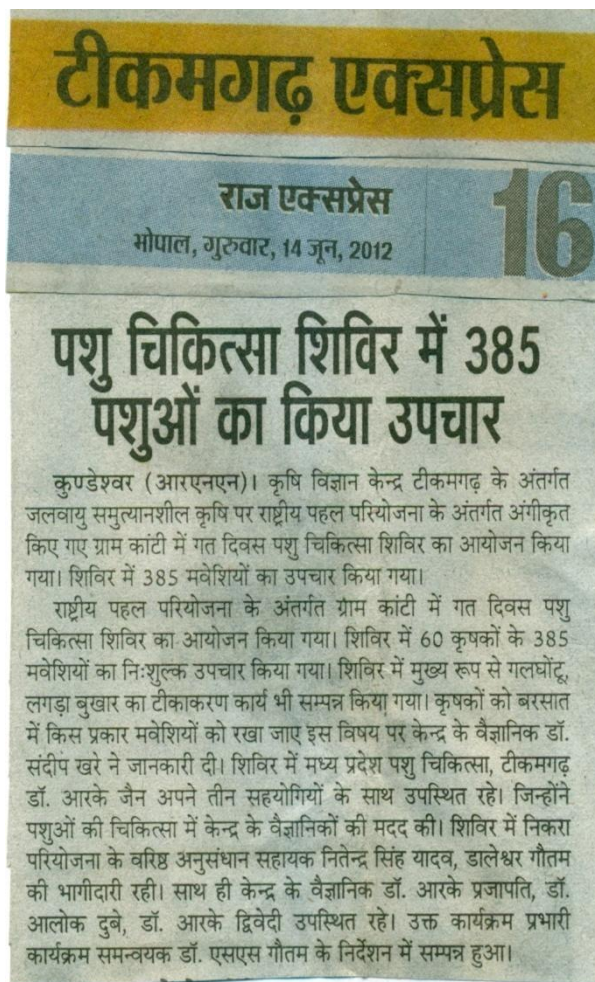 टीकमगढ़ एक्सप्रेस
राज एक्सप्रेस
16
भोपाल, गुरुवार, 14 जून, 2012
पशु चिकित्सा शिविर में 385
पशुओं का किया उपचार
कुण्डेश्वर (आरएनएन)। कृषि विज्ञान केन्द्र टीकमगढ़ के अंतर्गत
जलवायु समुत्यानशील कृषि पर राष्ट्रीय पहल परियोजना के अंतर्गत अंगीकृत
किए गए ग्राम कांटी में गत दिवस पशु चिकित्सा शिविर का आयोजन किया
गया। शिविर में 385 मवेशियों का उपचार किया गया।
राष्ट्रीय पहल परियोजना के अंतर्गत ग्राम कांटी में गत दिवस पशु
चिकित्सा शिविर का आयोजन किया गया। शिविर में 60 कृषकों के 385
मवेशियों का निःशुल्क उपचार किया गया। शिविर में मुख्य रूप से गलघोंटू,
लगड़ा बुखार का टीकाकरण कार्य भी सम्पन्न किया गया। कृषकों को बरसात
में किस प्रकार मवेशियों को रखा जाए इस विषय पर केन्द्र के वैज्ञानिक डॉ.
संदीप खरे ने जानकारी दी। शिविर में मध्य प्रदेश पशु चिकित्सा, टीकमगढ़
डॉ. आरके जैन अपने तीन सहयोगियों के साथ उपस्थित रहे। जिन्होंने
पशुओं की चिकित्सा में केन्द्र के वैज्ञानिकों की मदद की। शिविर में निकरा
परियोजना के वरिष्ठ अनुसंधान सहायक नितेन्द्र सिंह यादव, डालेश्वर गौतम
की भागीदारी रही। साथ ही केन्द्र के वैज्ञानिक डॉ. आरके प्रजापति, डॉ.
आलोक दुबे, डॉ. आरके द्विवेदी उपस्थित रहे। उक्त कार्यक्रम प्रभारी
कार्यक्रम समन्वयक डॉ. एसएस गौतम के निर्देशन में सम्पन्न हुआ।